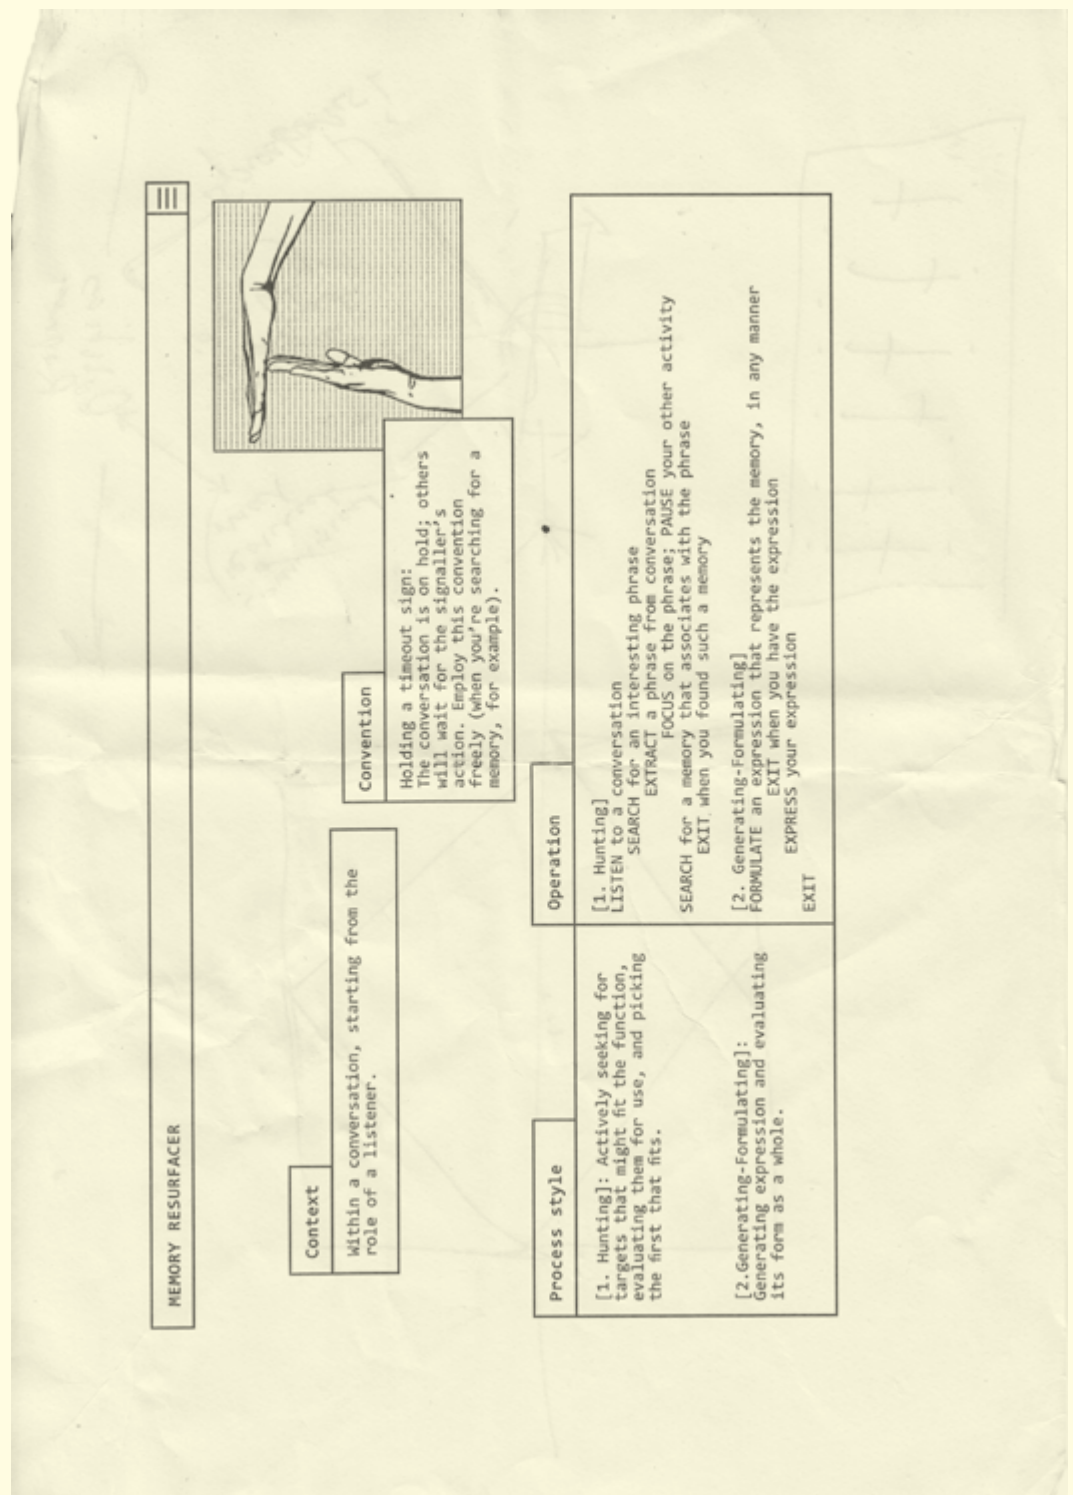 MEMORY RESURFACER
Context
Within a conversation, starting from the
role of a listener.
Convention
Holding a timeout sign:
The conversation is on hold; others
will wait for the signaller's
action. Employ this convention
freely (when you're searching for a
memory, for example).
Process style
[1. Hunting]: Actively seeking for
targets that might fit the function,
evaluating them for use, and picking
the first that fits.
[2.Generating-Formulating]:
Generating expression and evaluating
its form as a whole.
Operation
[1. Hunting]
LISTEN to a conversation
SEARCH for an interesting phrase
EXTRACT a phrase from conversation
FOCUS on the phrase; PAUSE your other activity
SEARCH for a memory that associates with the phrase
EXIT when you found such a memory
[2. Generating-Formulating]
FORMULATE an expression that represents the memory, in any manner
EXIT when you have the expression
EXPRESS your expression
EXIT